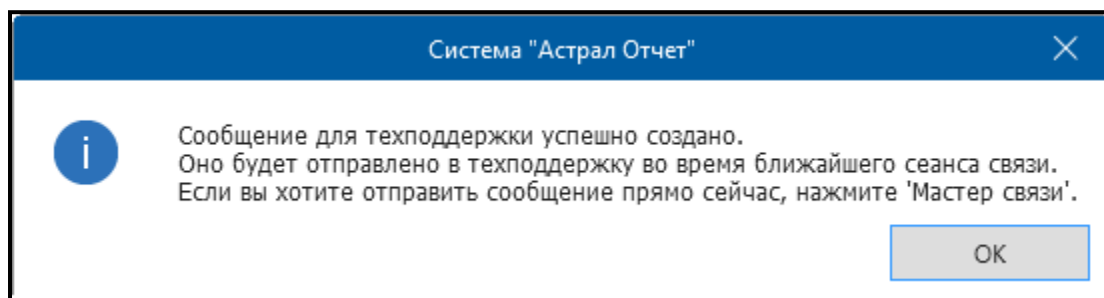 Система "Астрал Отчет"
Сообщение для техподдержки успешно создано.
Оно будет отправлено в техподдержку во время ближайшего сеанса связи.
Если вы хотите отправить сообщение прямо сейчас, нажмите 'Мастер связи'.
ОК